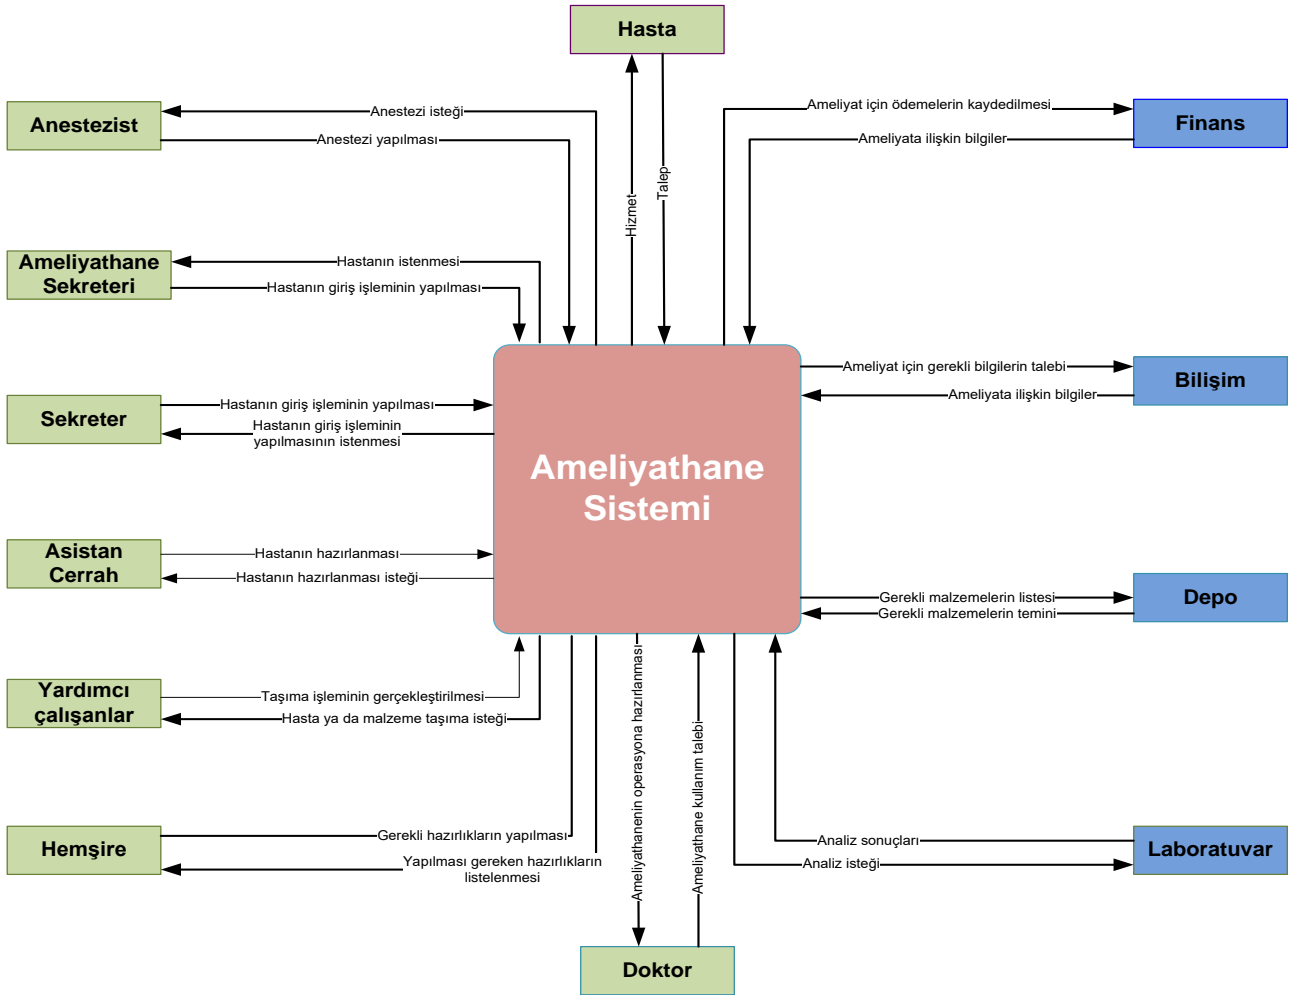 Hasta
Anestezist
Anestezi isteği
Anestezi yapılması
Hizmet
Talep
Ameliyat için ödemelerin kaydedilmesi
Ameliyata ilişkin bilgiler
Finans
Ameliyathane
Sekreteri
Hastanın istenmesi
Hastanın giriş işleminin yapılması
Ameliyat için gerekli bilgilerin talebi
Ameliyata ilişkin bilgiler
Bilişim
Sekreter
Hastanın giriş işleminin yapılması
Hastanın giriş işleminin
yapılmasının istenmesi
Ameliyathane
Sistemi
Asistan
Cerrah
Hastanın hazırlanması
Hastanın hazırlanması isteği
Gerekli malzemelerin listesi
Gerekli malzemelerin temini
Depo
Yardımcı
çalışanlar
Taşıma işleminin gerçekleştirilmesi
Hasta ya da malzeme taşıma isteği
Ameliyathanenin operasyona hazırlanması
Ameliyathane kullanım talebi
Hemşire
Gerekli hazırlıkların yapılması
Yapılması gereken hazırlıkların
listelenmesi
Analiz sonuçları
Analiz isteği
Laboratuvar
Doktor